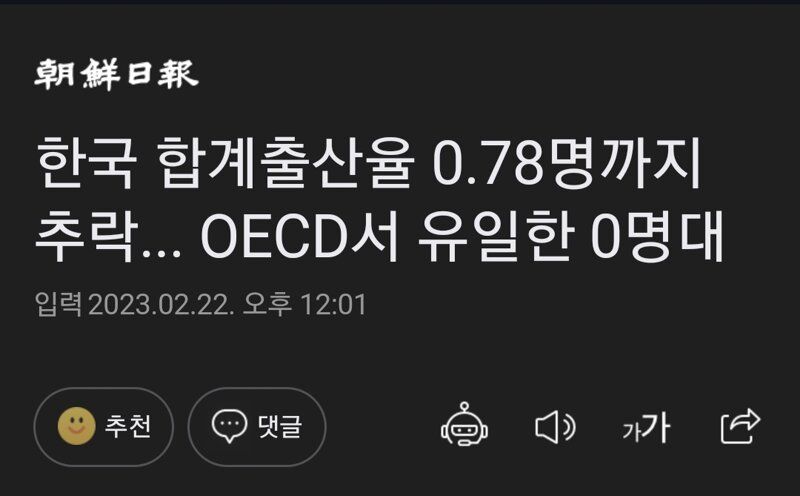 朝鮮日報
한국 합계출산율 0.78명까지
추락... OECD서 유일한 0명대
입력 2023.02.22. 오후 12:01
추천 댓글 가가